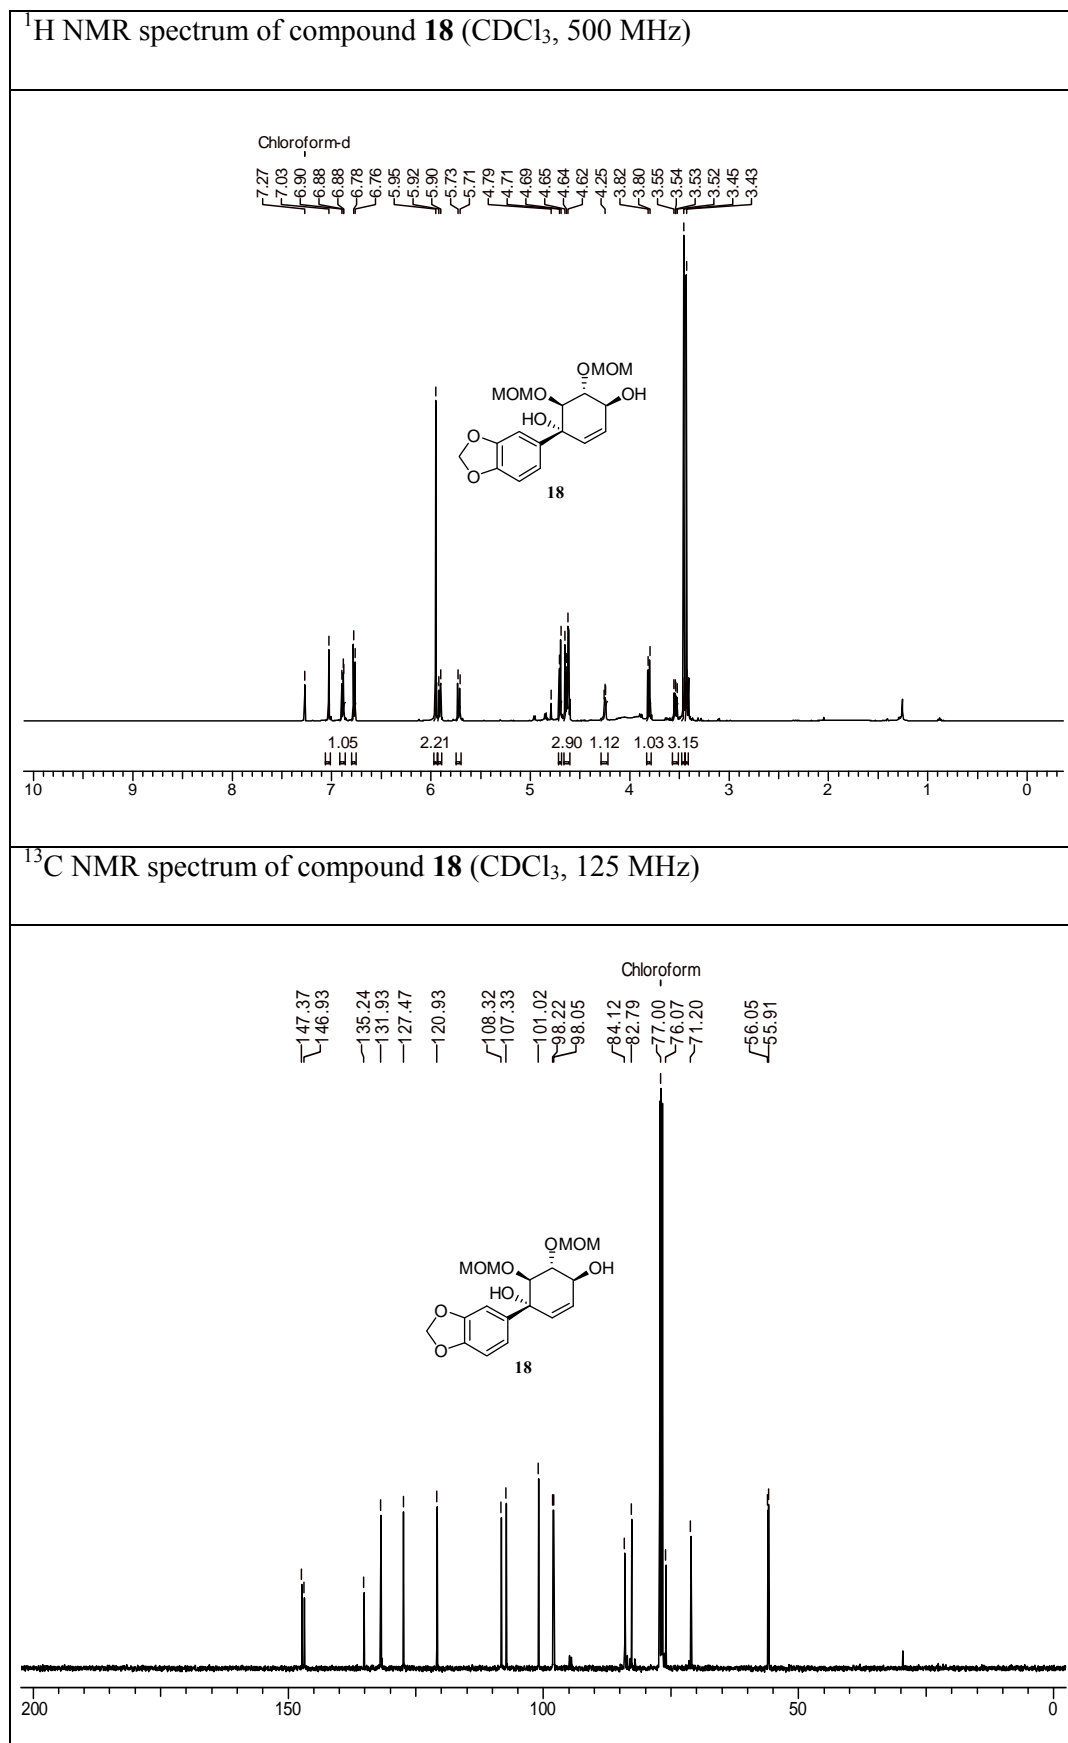 ¹H NMR spectrum of compound 18 (CDCl₃, 500 MHz)
Chloroform-d
7.27 7.03 6.90 6.88 6.88 6.78 6.76 5.95 5.92 5.90 5.73 5.71 4.79 4.71 4.69 4.65 4.64 4.62 4.25 3.82 3.80 3.55 3.54 3.53 3.52 3.45 3.43
OMOM
MOMO OH
HO
O
O
18
1.05 2.21 2.90 1.12 1.03 3.15
10 9 8 7 6 5 4 3 2 1 0
¹³C NMR spectrum of compound 18 (CDCl₃, 125 MHz)
Chloroform
147.37 146.93 135.24 131.93 127.47 120.93 108.32 107.33 101.02 98.22 98.05 84.12 82.79 77.00 76.07 71.20 56.05 55.91
OMOM
MOMO OH
HO
O
O
18
200 150 100 50 0